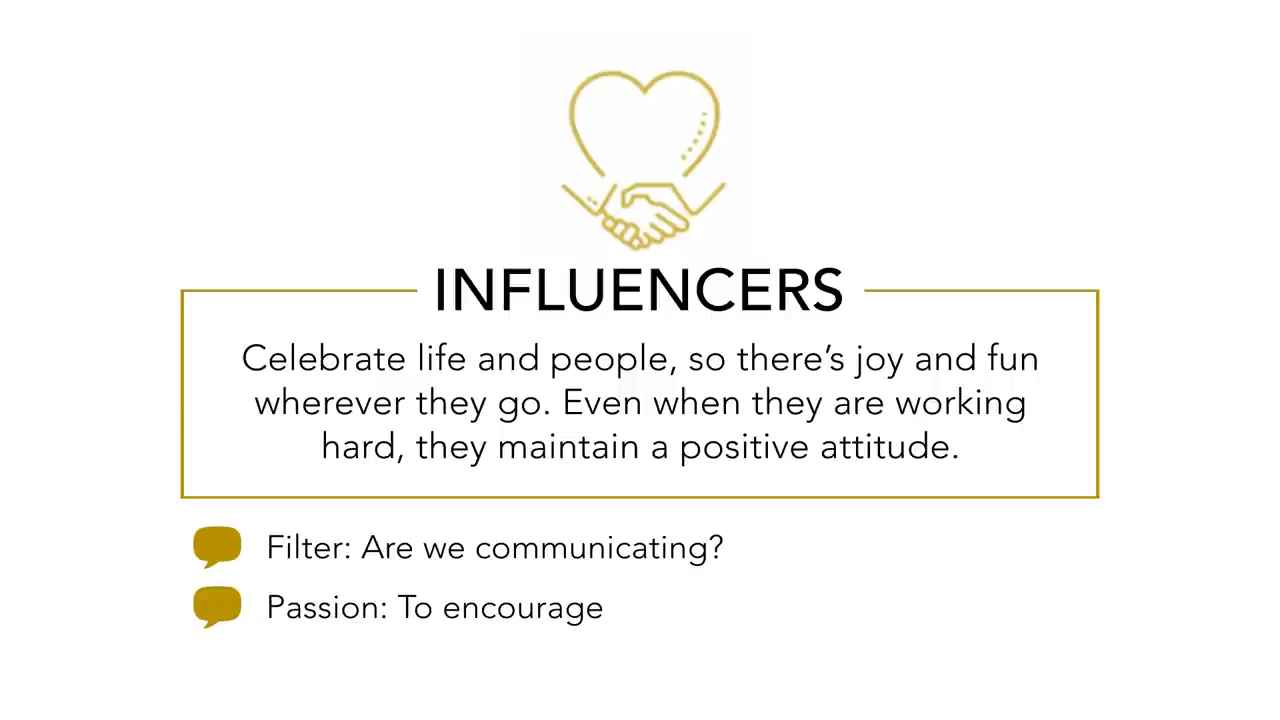 INFLUENCERS
Celebrate life and people, so there’s joy and fun
wherever they go. Even when they are working
hard, they maintain a positive attitude.
Filter: Are we communicating?
Passion: To encourage